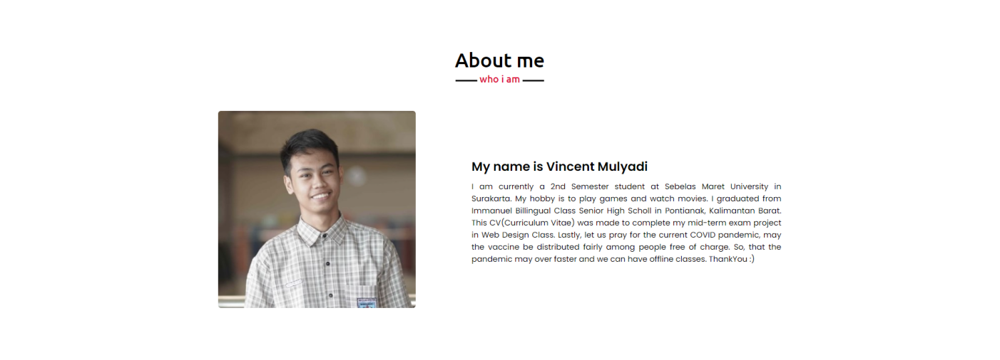 About me
who i am
My name is Vincent Mulyadi
I am currently a 2nd Semester student at Sebelas Maret University in
Surakarta. My hobby is to play games and watch movies. I graduated from
Immanuel Billingual Class Senior High Scholl in Pontianak, Kalimantan Barat.
This CV(Curriculum Vitae) was made to complete my mid-term exam project
in Web Design Class. Lastly, let us pray for the current COVID pandemic, may
the vaccine be distributed fairly among people free of charge. So, that the
pandemic may over faster and we can have offline classes. ThankYou :)